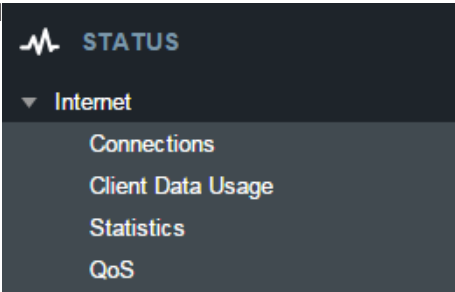 STATUS
Internet
Connections
Client Data Usage
Statistics
QoS